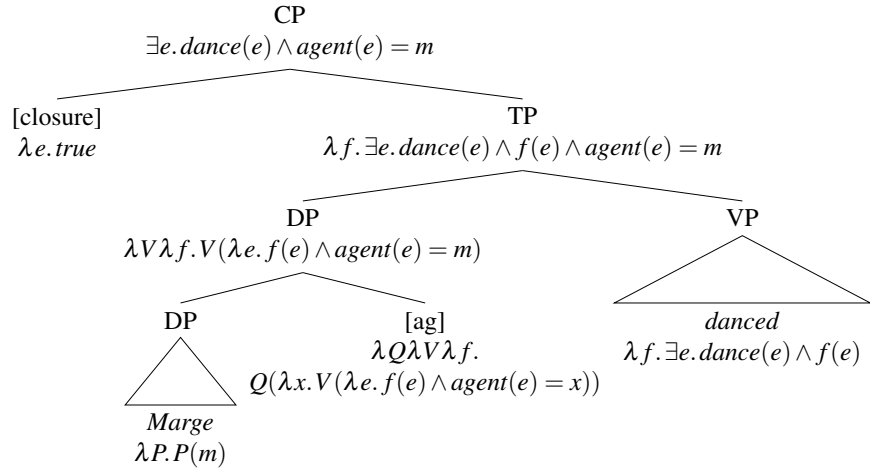 CP
∃e.dance(e) ∧ agent(e) = m
[closure]
λe.true
TP
λf.∃e.dance(e) ∧ f(e) ∧ agent(e) = m
DP
λVλf.V(λe.f(e) ∧ agent(e) = m)
VP
DP
[ag]
λQλVλf.
Q(λx.V(λe.f(e) ∧ agent(e) = x))
danced
λf.∃e.dance(e) ∧ f(e)
Marge
λP.P(m)